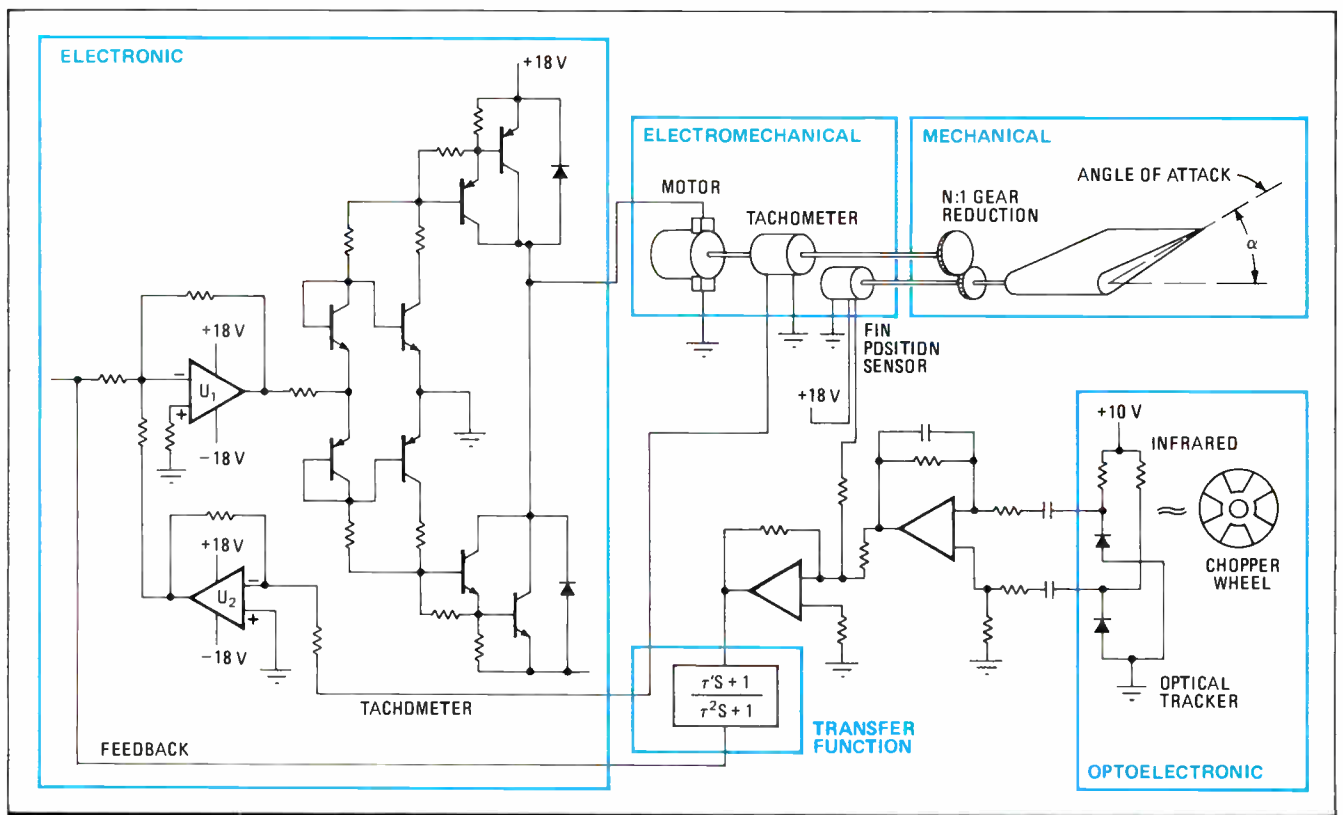 ELECTRONIC
+18 V
+18 V
U1
−
+
−18 V
+18 V
U2
−
+
−18 V
TACHOMETER
FEEDBACK
ELECTROMECHANICAL
MOTOR
TACHOMETER
FIN
POSITION
SENSOR
+18 V
MECHANICAL
N:1 GEAR
REDUCTION
ANGLE OF ATTACK
α
τ'S + 1
τ²S + 1
TRANSFER
FUNCTION
+10 V
INFRARED
≈
CHOPPER
WHEEL
OPTICAL
TRACKER
OPTOELECTRONIC